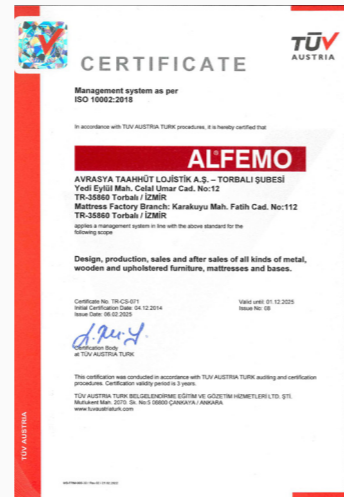 TÜV
AUSTRIA
CERTIFICATE
Management system as per
ISO 10002:2018
In accordance with TÜV AUSTRIA TURK procedures, it is hereby certified that
ALFEMO
AVRASYA TAAHHÜT LOJİSTİK A.Ş. – TORBALI ŞUBESİ
Yedi Eylül Mah. Celal Umar Cad. No:12
TR-35860 Torbalı / İZMİR
Mattress Factory Branch: Karakuyu Mah. Fatih Cad. No:112
TR-35860 Torbalı / İZMİR
applies a management system in line with the above standard for the
following scope
Design, production, sales and after sales of all kinds of metal,
wooden and upholstered furniture, mattresses and bases.
Certificate No. TR-CS-071
Initial Certification Date: 04.12.2014
Issue Date: 06.02.2025
Valid until: 01.12.2025
Issue No: 08
Certification Body
at TÜV AUSTRIA TURK
This certification was conducted in accordance with TÜV AUSTRIA TURK auditing and certification
procedures. Certification validity period is 3 years.
TÜV AUSTRIA TURK BELGELENDİRME EĞİTİM VE GÖZETİM HİZMETLERİ LTD. ŞTİ.
Mutlukent Mah. 2073. Sk. No:5 06800 ÇANKAYA / ANKARA
www.tuvaustriaturk.com
TÜV AUSTRIA